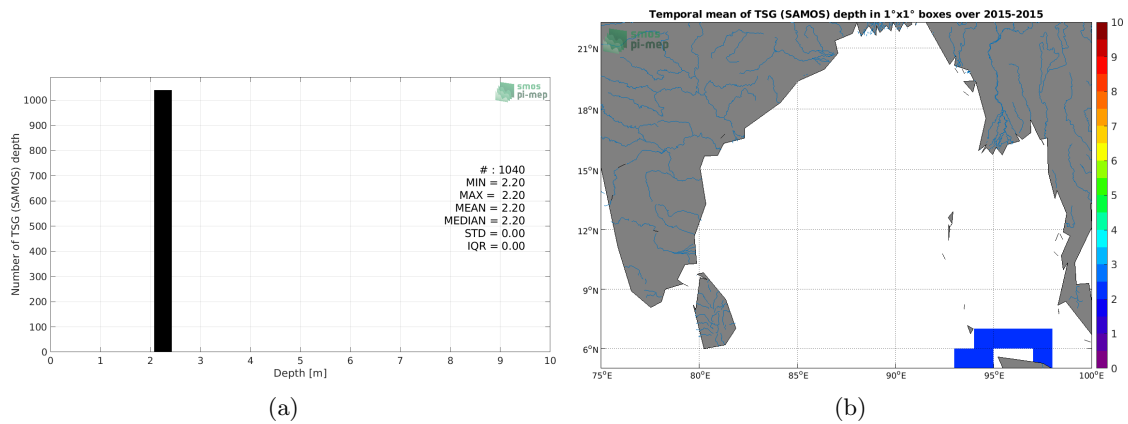 smos
pi-mep
1000
900
800
700
600
500
400
300
200
100
0
Number of TSG (SAMOS) depth
# : 1040
MIN = 2.20
MAX = 2.20
MEAN = 2.20
MEDIAN = 2.20
STD = 0.00
IQR = 0.00
0 1 2 3 4 5 6 7 8 9 10
Depth [m]
(a)
Temporal mean of TSG (SAMOS) depth in 1°x1° boxes over 2015-2015
smos
pi-mep
21°N
18°N
15°N
12°N
9°N
6°N
75°E 80°E 85°E 90°E 95°E 100°E
10
9
8
7
6
5
4
3
2
1
0
(b)